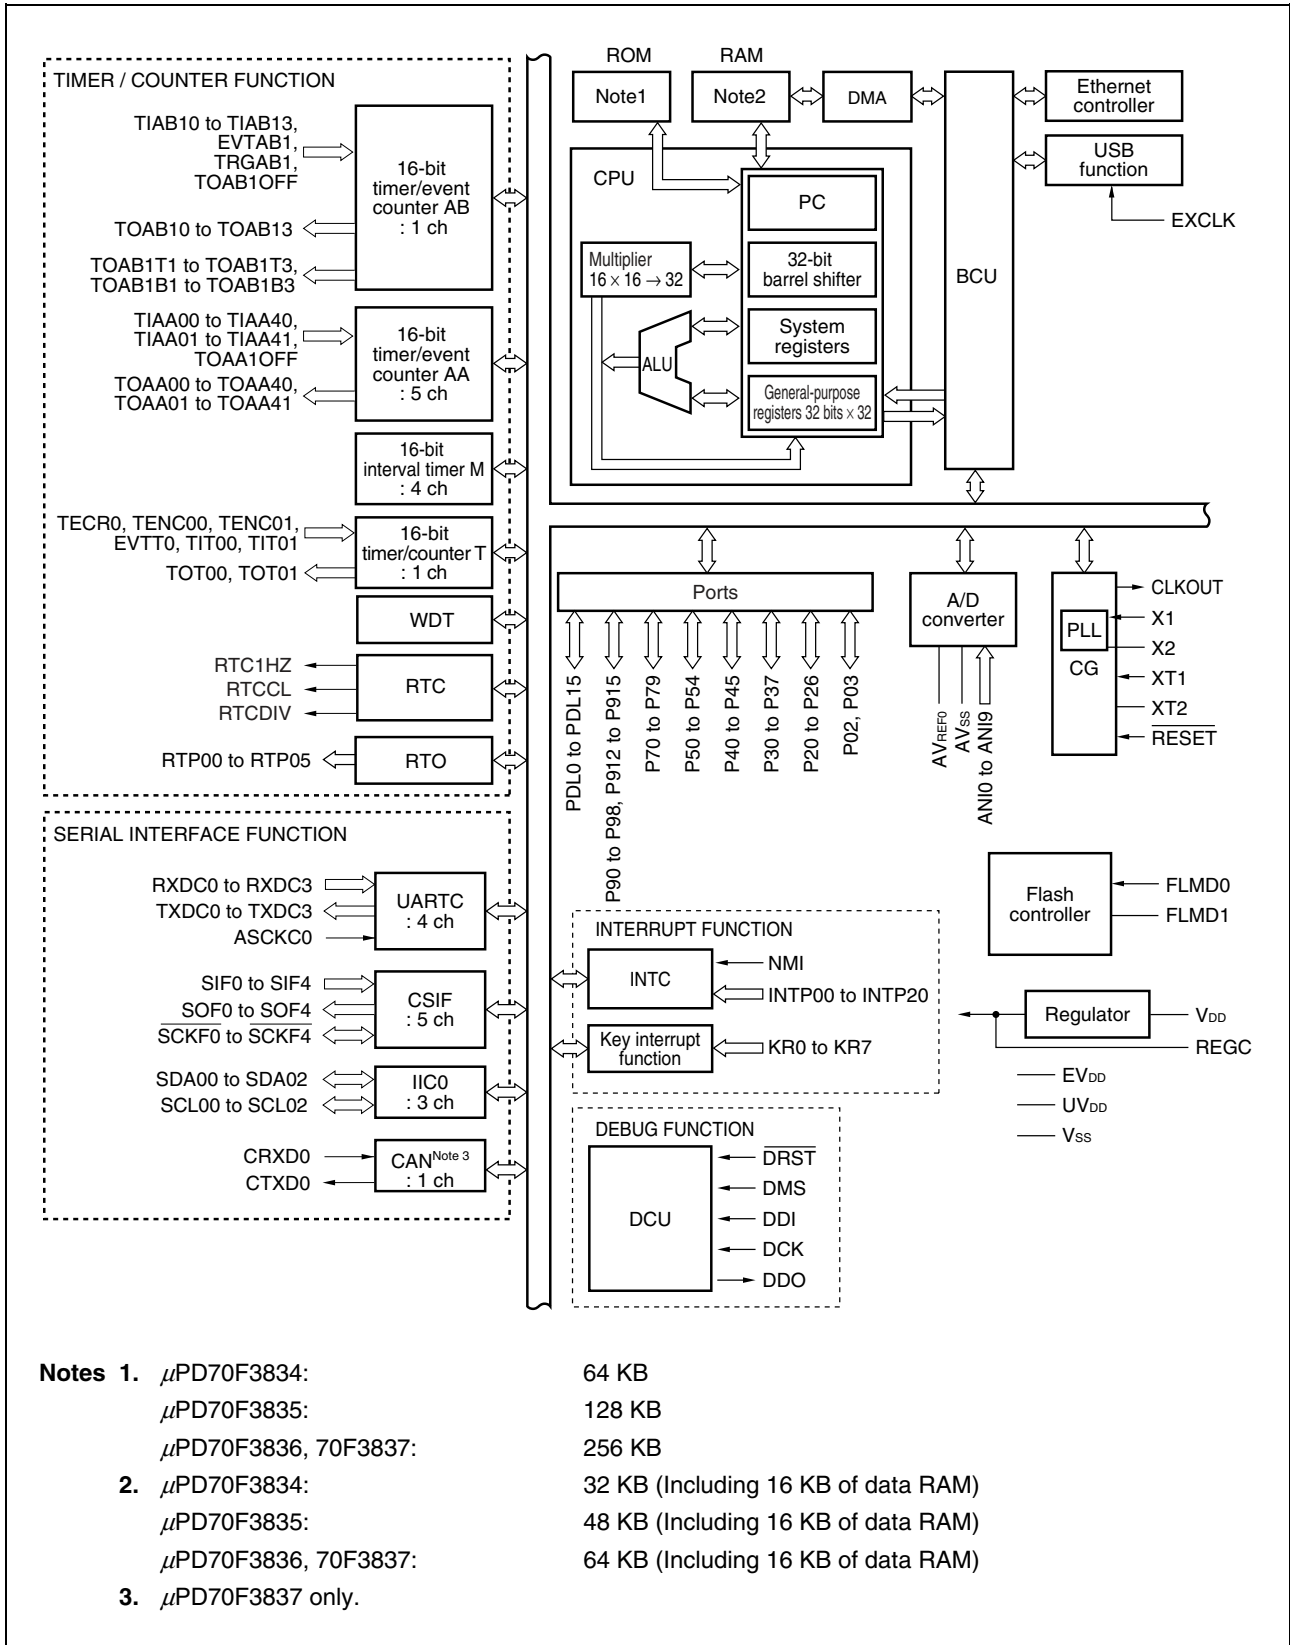 TIMER / COUNTER FUNCTION
TIAB10 to TIAB13,
EVTAB1,
TRGAB1,
TOAB1OFF
TOAB10 to TOAB13
TOAB1T1 to TOAB1T3,
TOAB1B1 to TOAB1B3
16-bit
timer/event
counter AB
: 1 ch
TIAA00 to TIAA40,
TIAA01 to TIAA41,
TOAA1OFF
TOAA00 to TOAA40,
TOAA01 to TOAA41
16-bit
timer/event
counter AA
: 5 ch
16-bit
interval timer M
: 4 ch
TECR0, TENC00, TENC01,
EVTT0, TIT00, TIT01
TOT00, TOT01
16-bit
timer/counter T
: 1 ch
WDT
RTC1HZ
RTCCL
RTCDIV
RTC
RTP00 to RTP05
RTO
SERIAL INTERFACE FUNCTION
RXDC0 to RXDC3
TXDC0 to TXDC3
ASCKC0
UARTC
: 4 ch
SIF0 to SIF4
SOF0 to SOF4
SCKF0 to SCKF4
CSIF
: 5 ch
SDA00 to SDA02
SCL00 to SCL02
IIC0
: 3 ch
CRXD0
CTXD0
CAN Note 3
: 1 ch
ROM
Note1
RAM
Note2
DMA
BCU
Ethernet
controller
USB
function
EXCLK
CPU
PC
Multiplier
16 × 16 → 32
32-bit
barrel shifter
ALU
System
registers
General-purpose
registers 32 bits × 32
Ports
PDL0 to PDL15
P90 to P98, P912 to P915
P70 to P79
P50 to P54
P40 to P45
P30 to P37
P20 to P26
P02, P03
A/D
converter
AVREF0
AVSS
ANI0 to ANI9
PLL
CG
CLKOUT
X1
X2
XT1
XT2
RESET
Flash
controller
FLMD0
FLMD1
INTERRUPT FUNCTION
INTC
NMI
INTP00 to INTP20
Key interrupt
function
KR0 to KR7
Regulator
VDD
REGC
EVDD
UVDD
VSS
DEBUG FUNCTION
DCU
DRST
DMS
DDI
DCK
DDO
Notes 1. μPD70F3834: 64 KB
μPD70F3835: 128 KB
μPD70F3836, 70F3837: 256 KB
2. μPD70F3834: 32 KB (Including 16 KB of data RAM)
μPD70F3835: 48 KB (Including 16 KB of data RAM)
μPD70F3836, 70F3837: 64 KB (Including 16 KB of data RAM)
3. μPD70F3837 only.